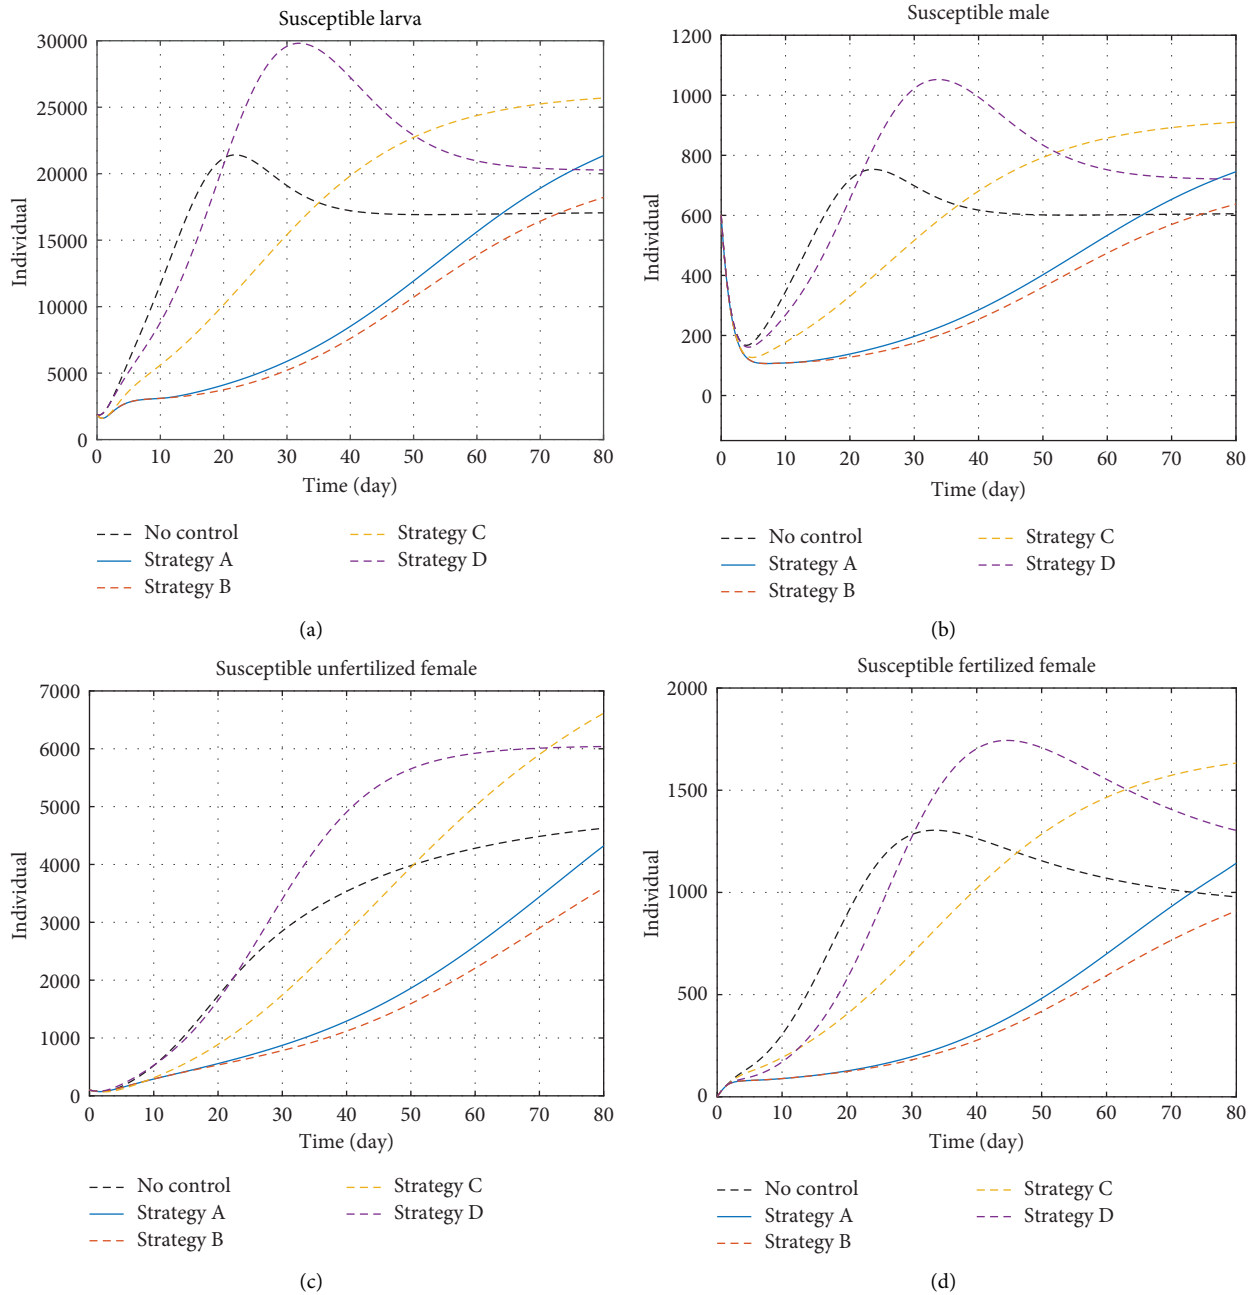 Susceptible larva
30000
25000
20000
15000
10000
5000
0
Individual
0 10 20 30 40 50 60 70 80
Time (day)
No control
Strategy A
Strategy B
Strategy C
Strategy D
(a)
Susceptible male
1200
1000
800
600
400
200
0
Individual
0 10 20 30 40 50 60 70 80
Time (day)
No control
Strategy A
Strategy B
Strategy C
Strategy D
(b)
Susceptible unfertilized female
7000
6000
5000
4000
3000
2000
1000
0
Individual
0 10 20 30 40 50 60 70 80
Time (day)
No control
Strategy A
Strategy B
Strategy C
Strategy D
(c)
Susceptible fertilized female
2000
1500
1000
500
0
Individual
0 10 20 30 40 50 60 70 80
Time (day)
No control
Strategy A
Strategy B
Strategy C
Strategy D
(d)